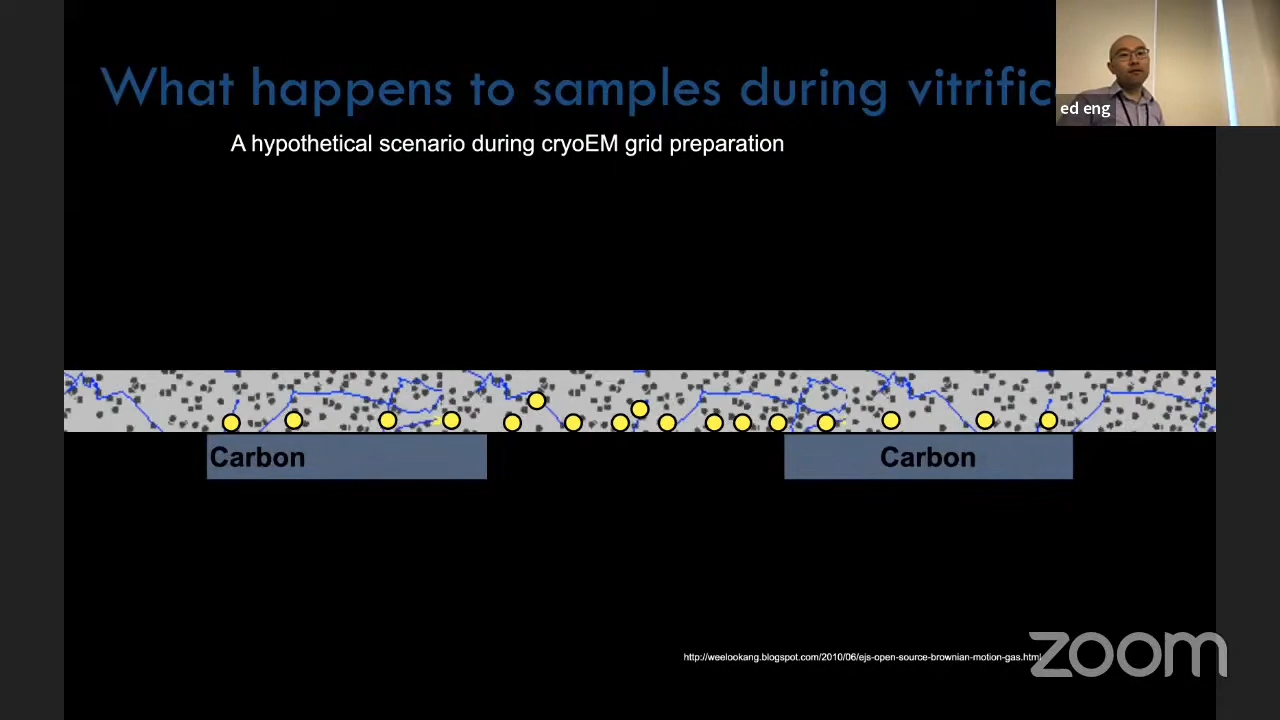 What happens to samples during vitrific
ed eng
A hypothetical scenario during cryoEM grid preparation
Carbon
Carbon
http://weelookang.blogspot.com/2010/06/ejs-open-source-brownian-motion-gas.html
zoom